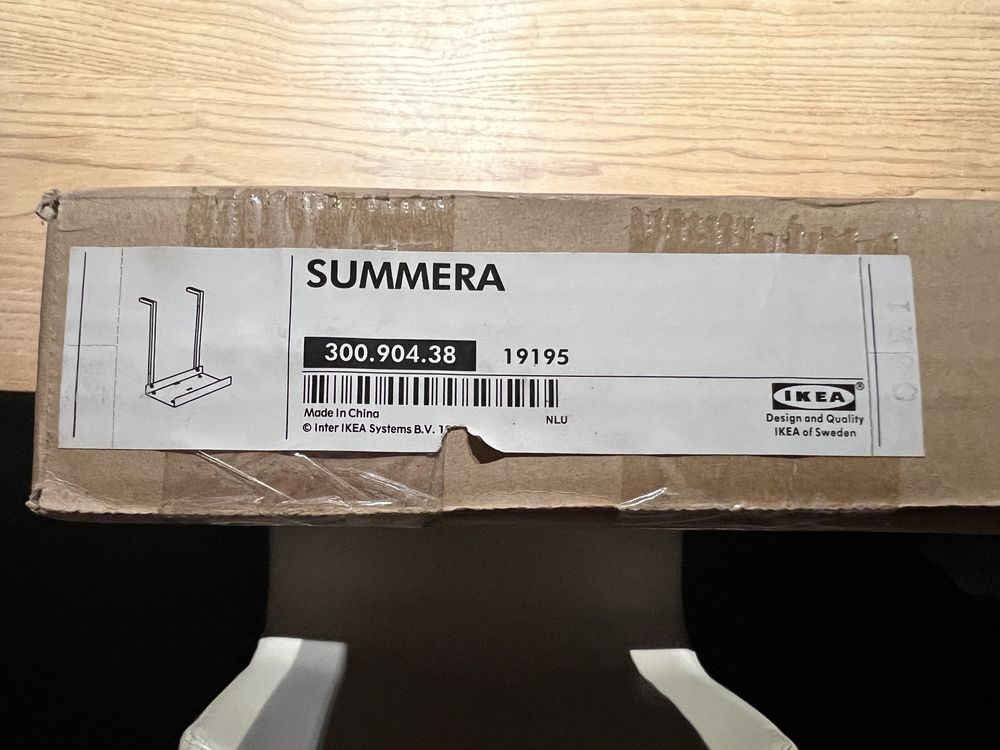 SUMMERA
300.904.38 19195
Made In China
© Inter IKEA Systems B.V.
NLU
IKEA®
Design and Quality
IKEA of Sweden